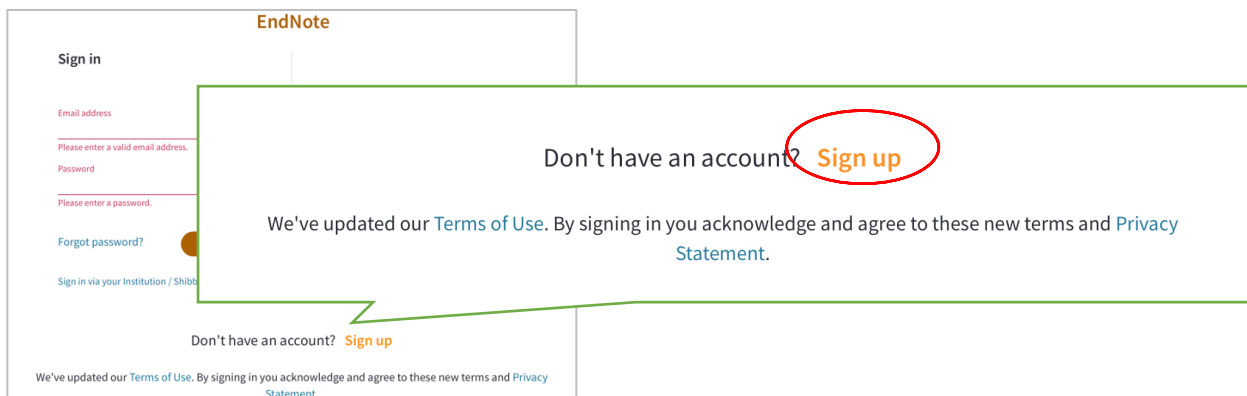 EndNote
Sign in
Email address
Please enter a valid email address.
Password
Please enter a password.
Forgot password?
Sign in via your Institution / Shibb
Don't have an account? Sign up
We've updated our Terms of Use. By signing in you acknowledge and agree to these new terms and Privacy
Statement.
Don't have an account? Sign up
We've updated our Terms of Use. By signing in you acknowledge and agree to these new terms and Privacy
Statement